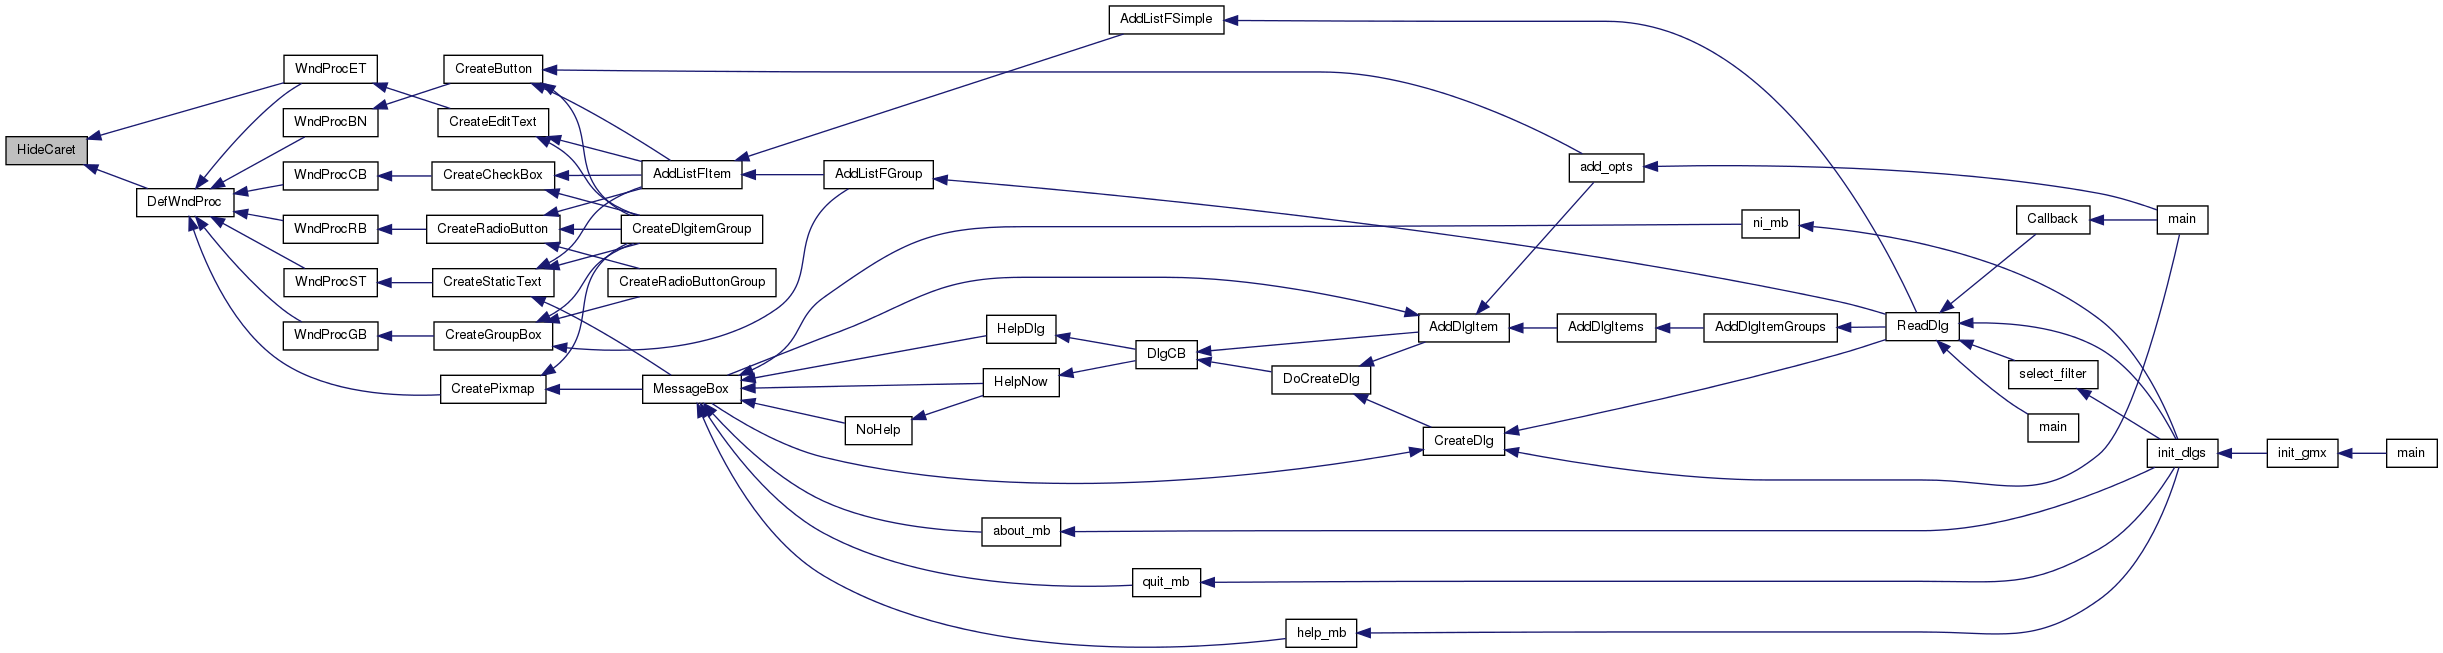 HideCaret
DefWndProc
WndProcET
WndProcBN
WndProcCB
WndProcRB
WndProcST
WndProcGB
CreateButton
CreateEditText
CreateCheckBox
CreateRadioButton
CreateStaticText
CreateGroupBox
CreatePixmap
AddListFItem
CreateDlgitemGroup
CreateRadioButtonGroup
MessageBox
AddListFGroup
NoHelp
AddListFSimple
HelpDlg
HelpNow
about_mb
DlgCB
quit_mb
DoCreateDlg
help_mb
AddDlgItem
CreateDlg
add_opts
AddDlgItems
ni_mb
AddDlgItemGroups
ReadDlg
Callback
select_filter
main
main
init_dlgs
init_gmx
main